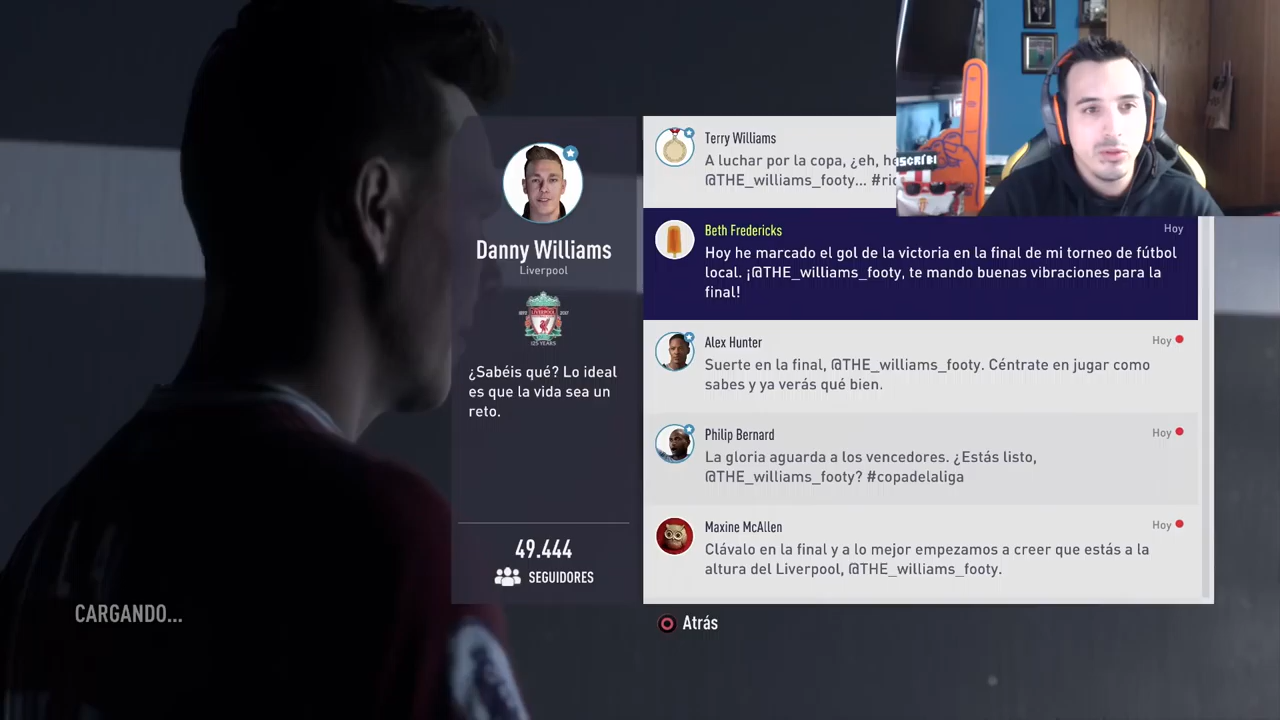 Danny Williams
Liverpool
¿Sabéis qué? Lo ideal
es que la vida sea un
reto.
49.444
SEGUIDORES
CARGANDO...
Terry Williams
A luchar por la copa, ¿eh,
@THE_williams_footy...
Beth Fredericks
Hoy
Hoy he marcado el gol de la victoria en la final de mi torneo de fútbol
local. ¡@THE_williams_footy, te mando buenas vibraciones para la
final!
Alex Hunter
Hoy
Suerte en la final, @THE_williams_footy. Céntrate en jugar como
sabes y ya verás qué bien.
Philip Bernard
Hoy
La gloria aguarda a los vencedores. ¿Estás listo,
@THE_williams_footy? #copadelaliga
Maxine McAllen
Hoy
Clávalo en la final y a lo mejor empezamos a creer que estás a la
altura del Liverpool, @THE_williams_footy.
Atrás